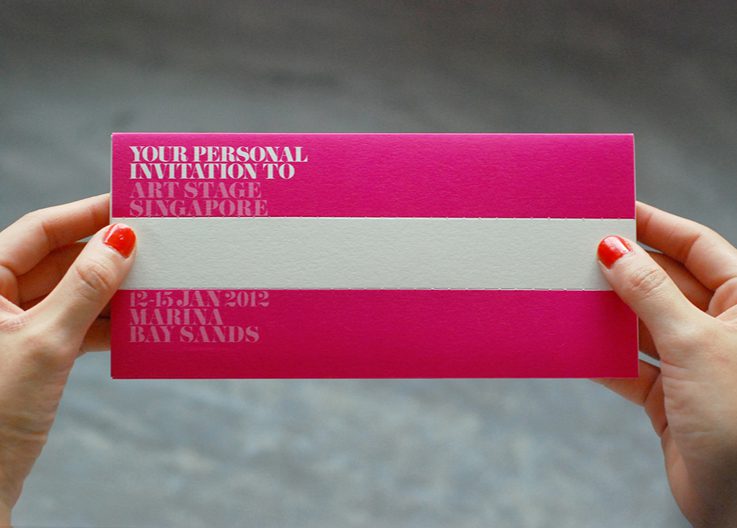 YOUR PERSONAL
INVITATION TO
ART STAGE
SINGAPORE
12-15 JAN 2012
MARINA
BAY SANDS